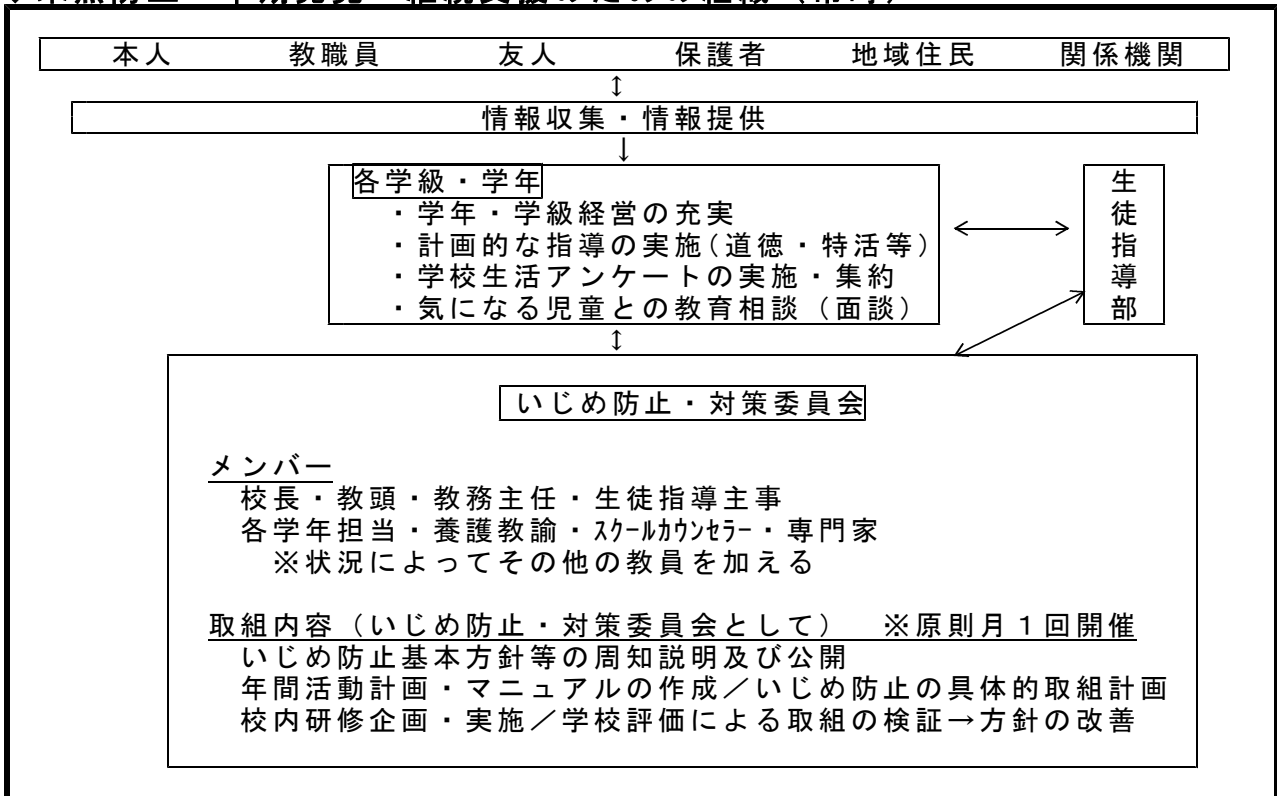 本人　教職員　友人　保護者　地域住民　関係機関
↕
情報収集・情報提供
↓
各学級・学年
・学年・学級経営の充実
・計画的な指導の実施(道徳・特活等)
・学校生活アンケートの実施・集約
・気になる児童との教育相談（面談）
生徒指導部
↕
いじめ防止・対策委員会
メンバー
校長・教頭・教務主任・生徒指導主事
各学年担当・養護教諭・ｽｸｰﾙｶｳﾝｾﾗｰ・専門家
※状況によってその他の教員を加える
取組内容（いじめ防止・対策委員会として）　※原則月１回開催
いじめ防止基本方針等の周知説明及び公開
年間活動計画・マニュアルの作成／いじめ防止の具体的取組計画
校内研修企画・実施／学校評価による取組の検証→方針の改善